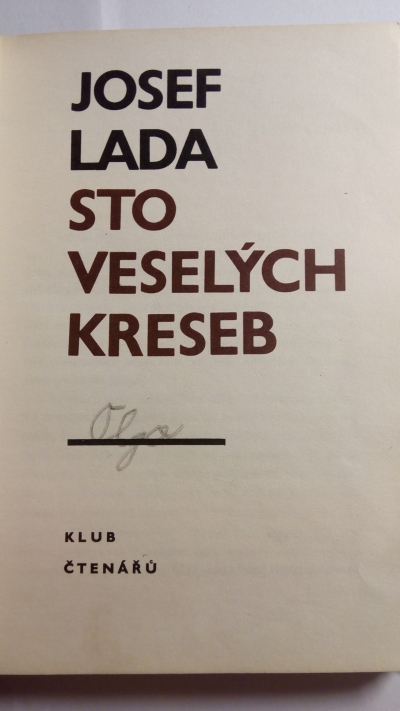 JOSEF
LADA
STO
VESELÝCH
KRESEB
Olga
KLUB
ČTENÁŘŮ